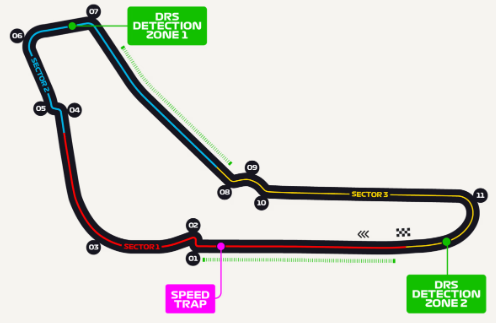 07
DRS
DETECTION
ZONE 1
06
SECTOR 2
05
04
09
08
10
SECTOR 3
11
02
03
SECTOR 1
01
SPEED
TRAP
DRS
DETECTION
ZONE 2